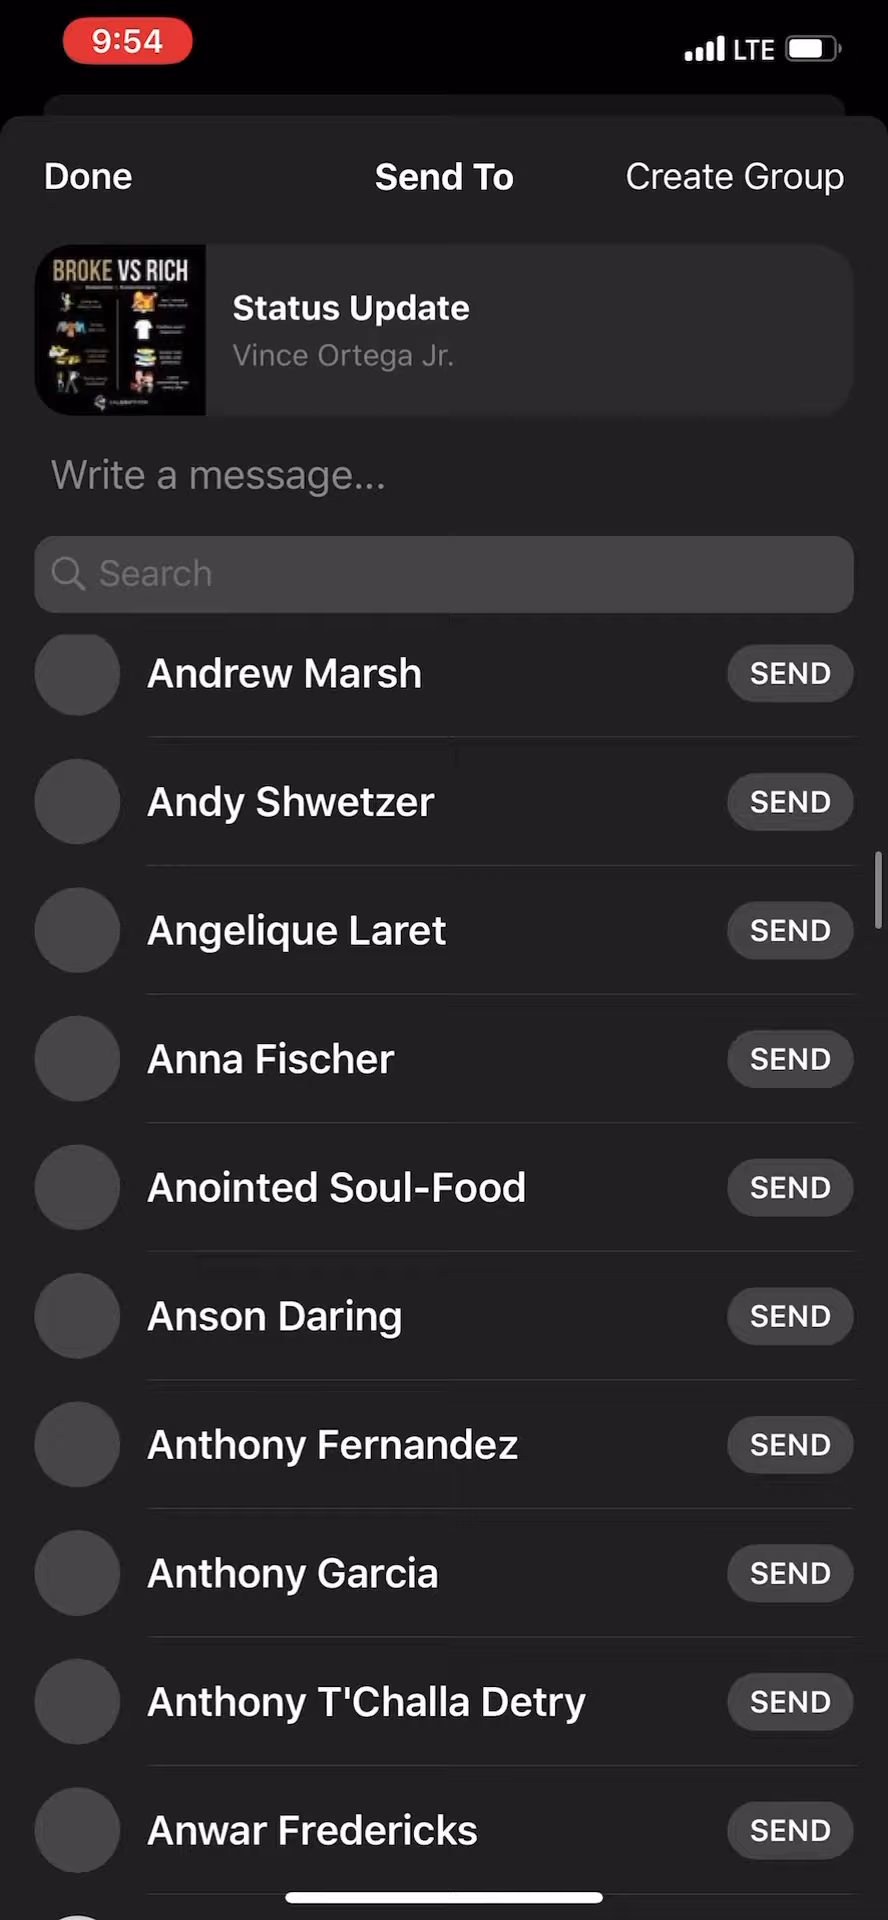 9:54
LTE
Done
Send To
Create Group
BROKE VS RICH
Status Update
Vince Ortega Jr.
Write a message...
Search
Andrew Marsh
SEND
Andy Shwetzer
SEND
Angelique Laret
SEND
Anna Fischer
SEND
Anointed Soul-Food
SEND
Anson Daring
SEND
Anthony Fernandez
SEND
Anthony Garcia
SEND
Anthony T'Challa Detry
SEND
Anwar Fredericks
SEND